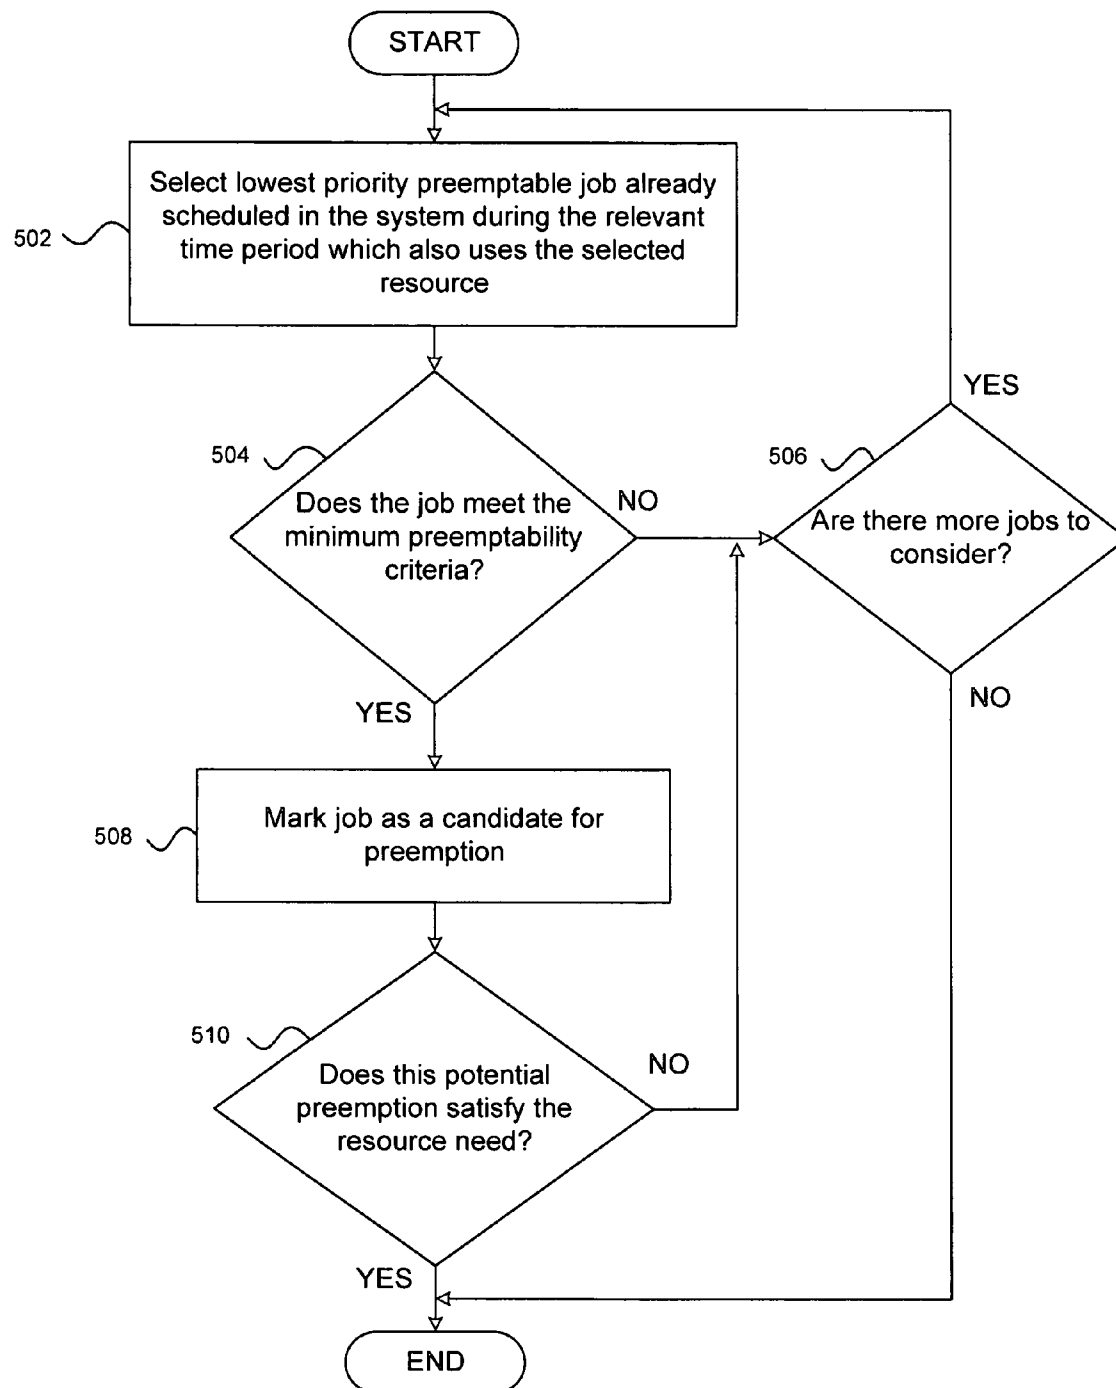 START
Select lowest priority preemptable job already
scheduled in the system during the relevant
time period which also uses the selected
resource
502
YES
504
506
Does the job meet the
minimum preemptability
criteria?
NO
Are there more jobs to
consider?
YES
NO
Mark job as a candidate for
preemption
508
510
Does this potential
preemption satisfy the
resource need?
NO
YES
END